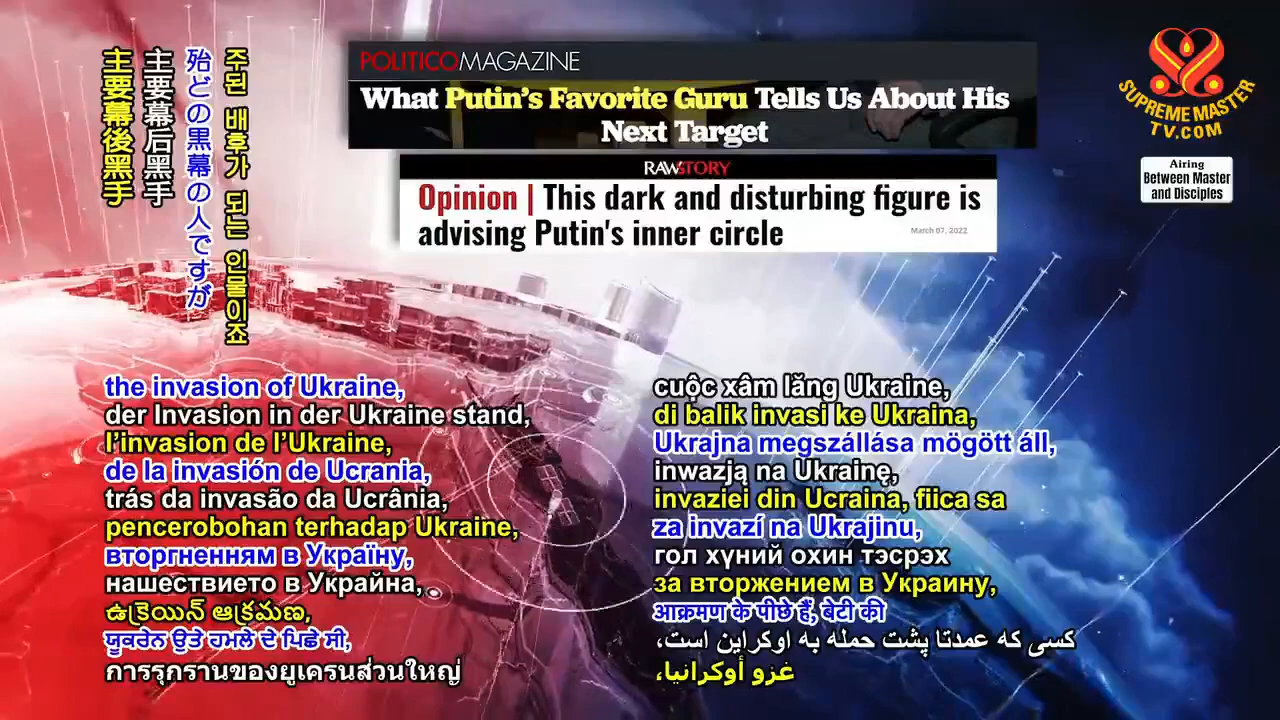 主要幕後黑手
主要幕后黑手
殆どの黒幕の人ですが
주된 배후가 되는 인물이죠
POLITICOMAGAZINE
What Putin's Favorite Guru Tells Us About His
Next Target
RAWSTORY
Opinion | This dark and disturbing figure is
advising Putin's inner circle
March 07, 2022
SUPREME MASTER
TV.COM
Airing
Between Master
and Disciples
the invasion of Ukraine,
der Invasion in der Ukraine stand,
l'invasion de l'Ukraine,
de la invasión de Ucrania,
trás da invasão da Ucrânia,
pencerobohan terhadap Ukraine,
вторгненням в Україну,
нашествието в Украйна,
ఉక్రెయిన్ ఆక్రమణ,
ਯੂਕਰੇਨ ਉਤੇ ਹਮਲੇ ਦੇ ਪਿਛੇ ਸੀ,
การรุกรานของยูเครนส่วนใหญ่
cuộc xâm lăng Ukraine,
di balik invasi ke Ukraina,
Ukrajna megszállása mögött áll,
inwazją na Ukrainę,
invaziei din Ucraina, fiica sa
za invazí na Ukrajinu,
гол хүний охин тэсрэх
за вторжением в Украину,
आक्रमण के पीछे हैं, बेटी की
کسی که عمدتا پشت حمله به اوکراین است،
غزو أوكرانيا،